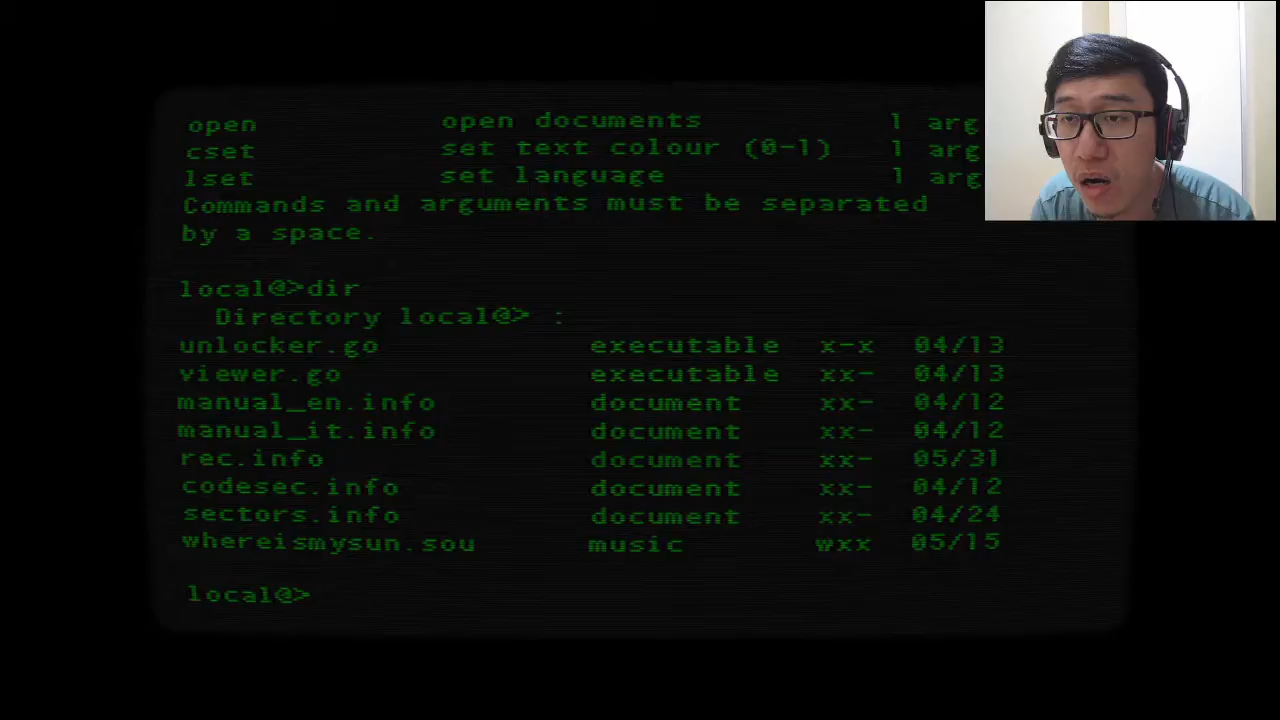 open open documents 1 arg
cset set text colour (0-1) 1 arg
lset set language 1 arg
Commands and arguments must be separated
by a space.
local@>dir
Directory local@> :
unlocker.go executable x-x 04/13
viewer.go executable xx- 04/13
manual_en.info document xx- 04/12
manual_it.info document xx- 04/12
rec.info document xx- 05/31
codesec.info document xx- 04/12
sectors.info document xx- 04/24
whereismysun.sou music wxx 05/15
local@>